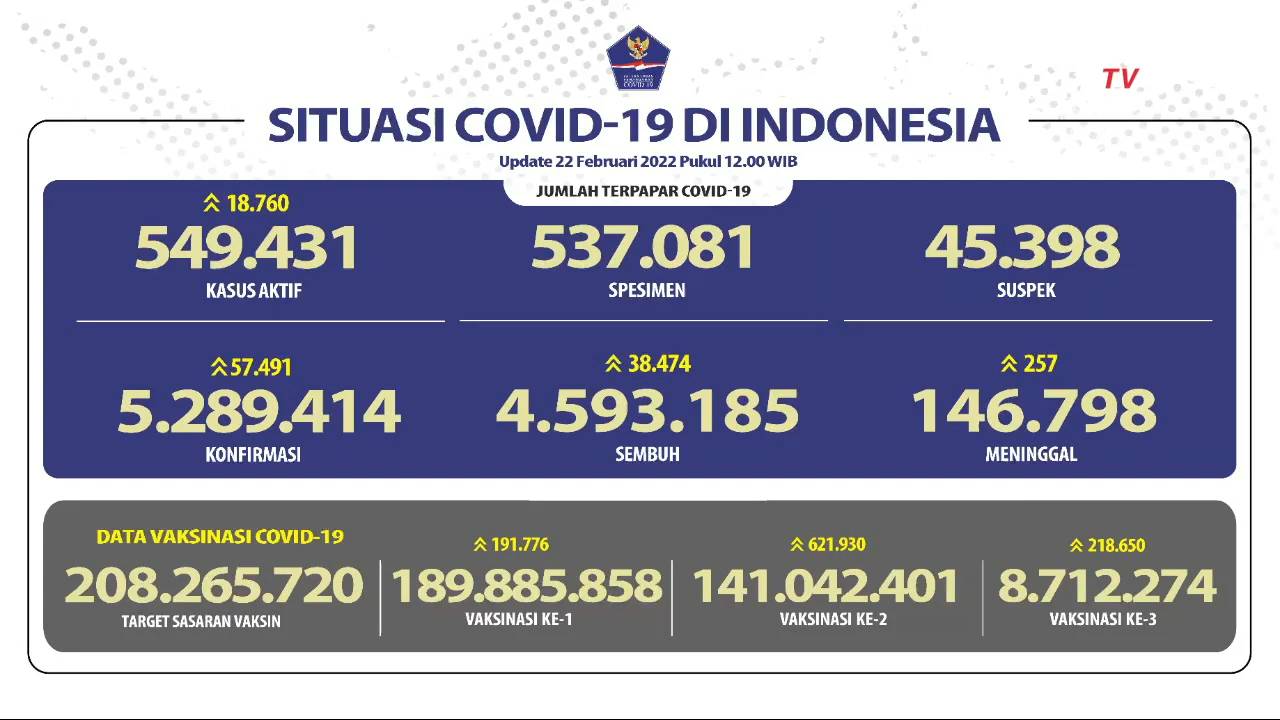 COVID-19
TV
SITUASI COVID-19 DI INDONESIA
Update 22 Februari 2022 Pukul 12.00 WIB
JUMLAH TERPAPAR COVID-19
18.760
549.431
KASUS AKTIF
537.081
SPESIMEN
45.398
SUSPEK
57.491
5.289.414
KONFIRMASI
38.474
4.593.185
SEMBUH
257
146.798
MENINGGAL
DATA VAKSINASI COVID-19
208.265.720
TARGET SASARAN VAKSIN
191.776
189.885.858
VAKSINASI KE-1
621.930
141.042.401
VAKSINASI KE-2
218.650
8.712.274
VAKSINASI KE-3